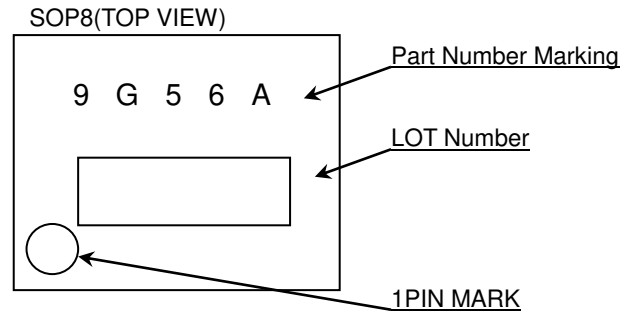 SOP8(TOP VIEW)
Part Number Marking
9 G 5 6 A
LOT Number
1PIN MARK